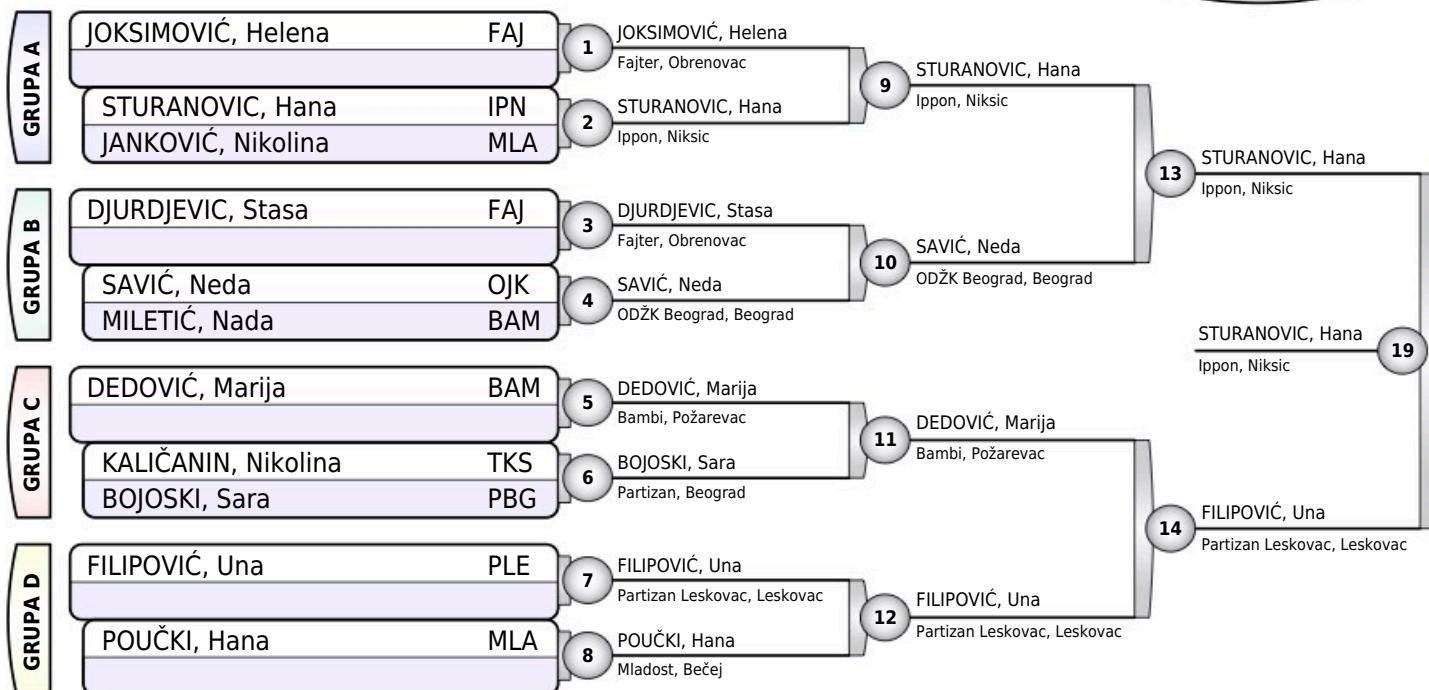 GRUPA A
JOKSIMOVIĆ, Helena FAJ
STURANOVIC, Hana IPN
JANKOVIĆ, Nikolina MLA
1
JOKSIMOVIĆ, Helena
Fajter, Obrenovac
2
STURANOVIC, Hana
Ippon, Niksic
9
STURANOVIC, Hana
Ippon, Niksic
GRUPA B
DJURDJEVIC, Stasa FAJ
SAVIĆ, Neda OJK
MILETIĆ, Nada BAM
3
DJURDJEVIC, Stasa
Fajter, Obrenovac
4
SAVIĆ, Neda
ODŽK Beograd, Beograd
10
SAVIĆ, Neda
ODŽK Beograd, Beograd
13
STURANOVIC, Hana
Ippon, Niksic
GRUPA C
DEDOVIĆ, Marija BAM
KALIČANIN, Nikolina TKS
BOJOSKI, Sara PBG
5
DEDOVIĆ, Marija
Bambi, Požarevac
6
BOJOSKI, Sara
Partizan, Beograd
11
DEDOVIĆ, Marija
Bambi, Požarevac
GRUPA D
FILIPOVIĆ, Una PLE
POUČKI, Hana MLA
7
FILIPOVIĆ, Una
Partizan Leskovac, Leskovac
8
POUČKI, Hana
Mladost, Bečej
12
FILIPOVIĆ, Una
Partizan Leskovac, Leskovac
14
FILIPOVIĆ, Una
Partizan Leskovac, Leskovac
STURANOVIC, Hana
Ippon, Niksic
19